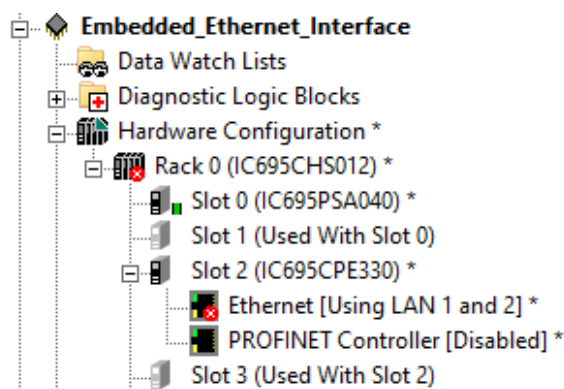 Embedded_Ethernet_Interface
Data Watch Lists
Diagnostic Logic Blocks
Hardware Configuration *
Rack 0 (IC695CHS012) *
Slot 0 (IC695PSA040) *
Slot 1 (Used With Slot 0)
Slot 2 (IC695CPE330) *
Ethernet [Using LAN 1 and 2] *
PROFINET Controller [Disabled] *
Slot 3 (Used With Slot 2)